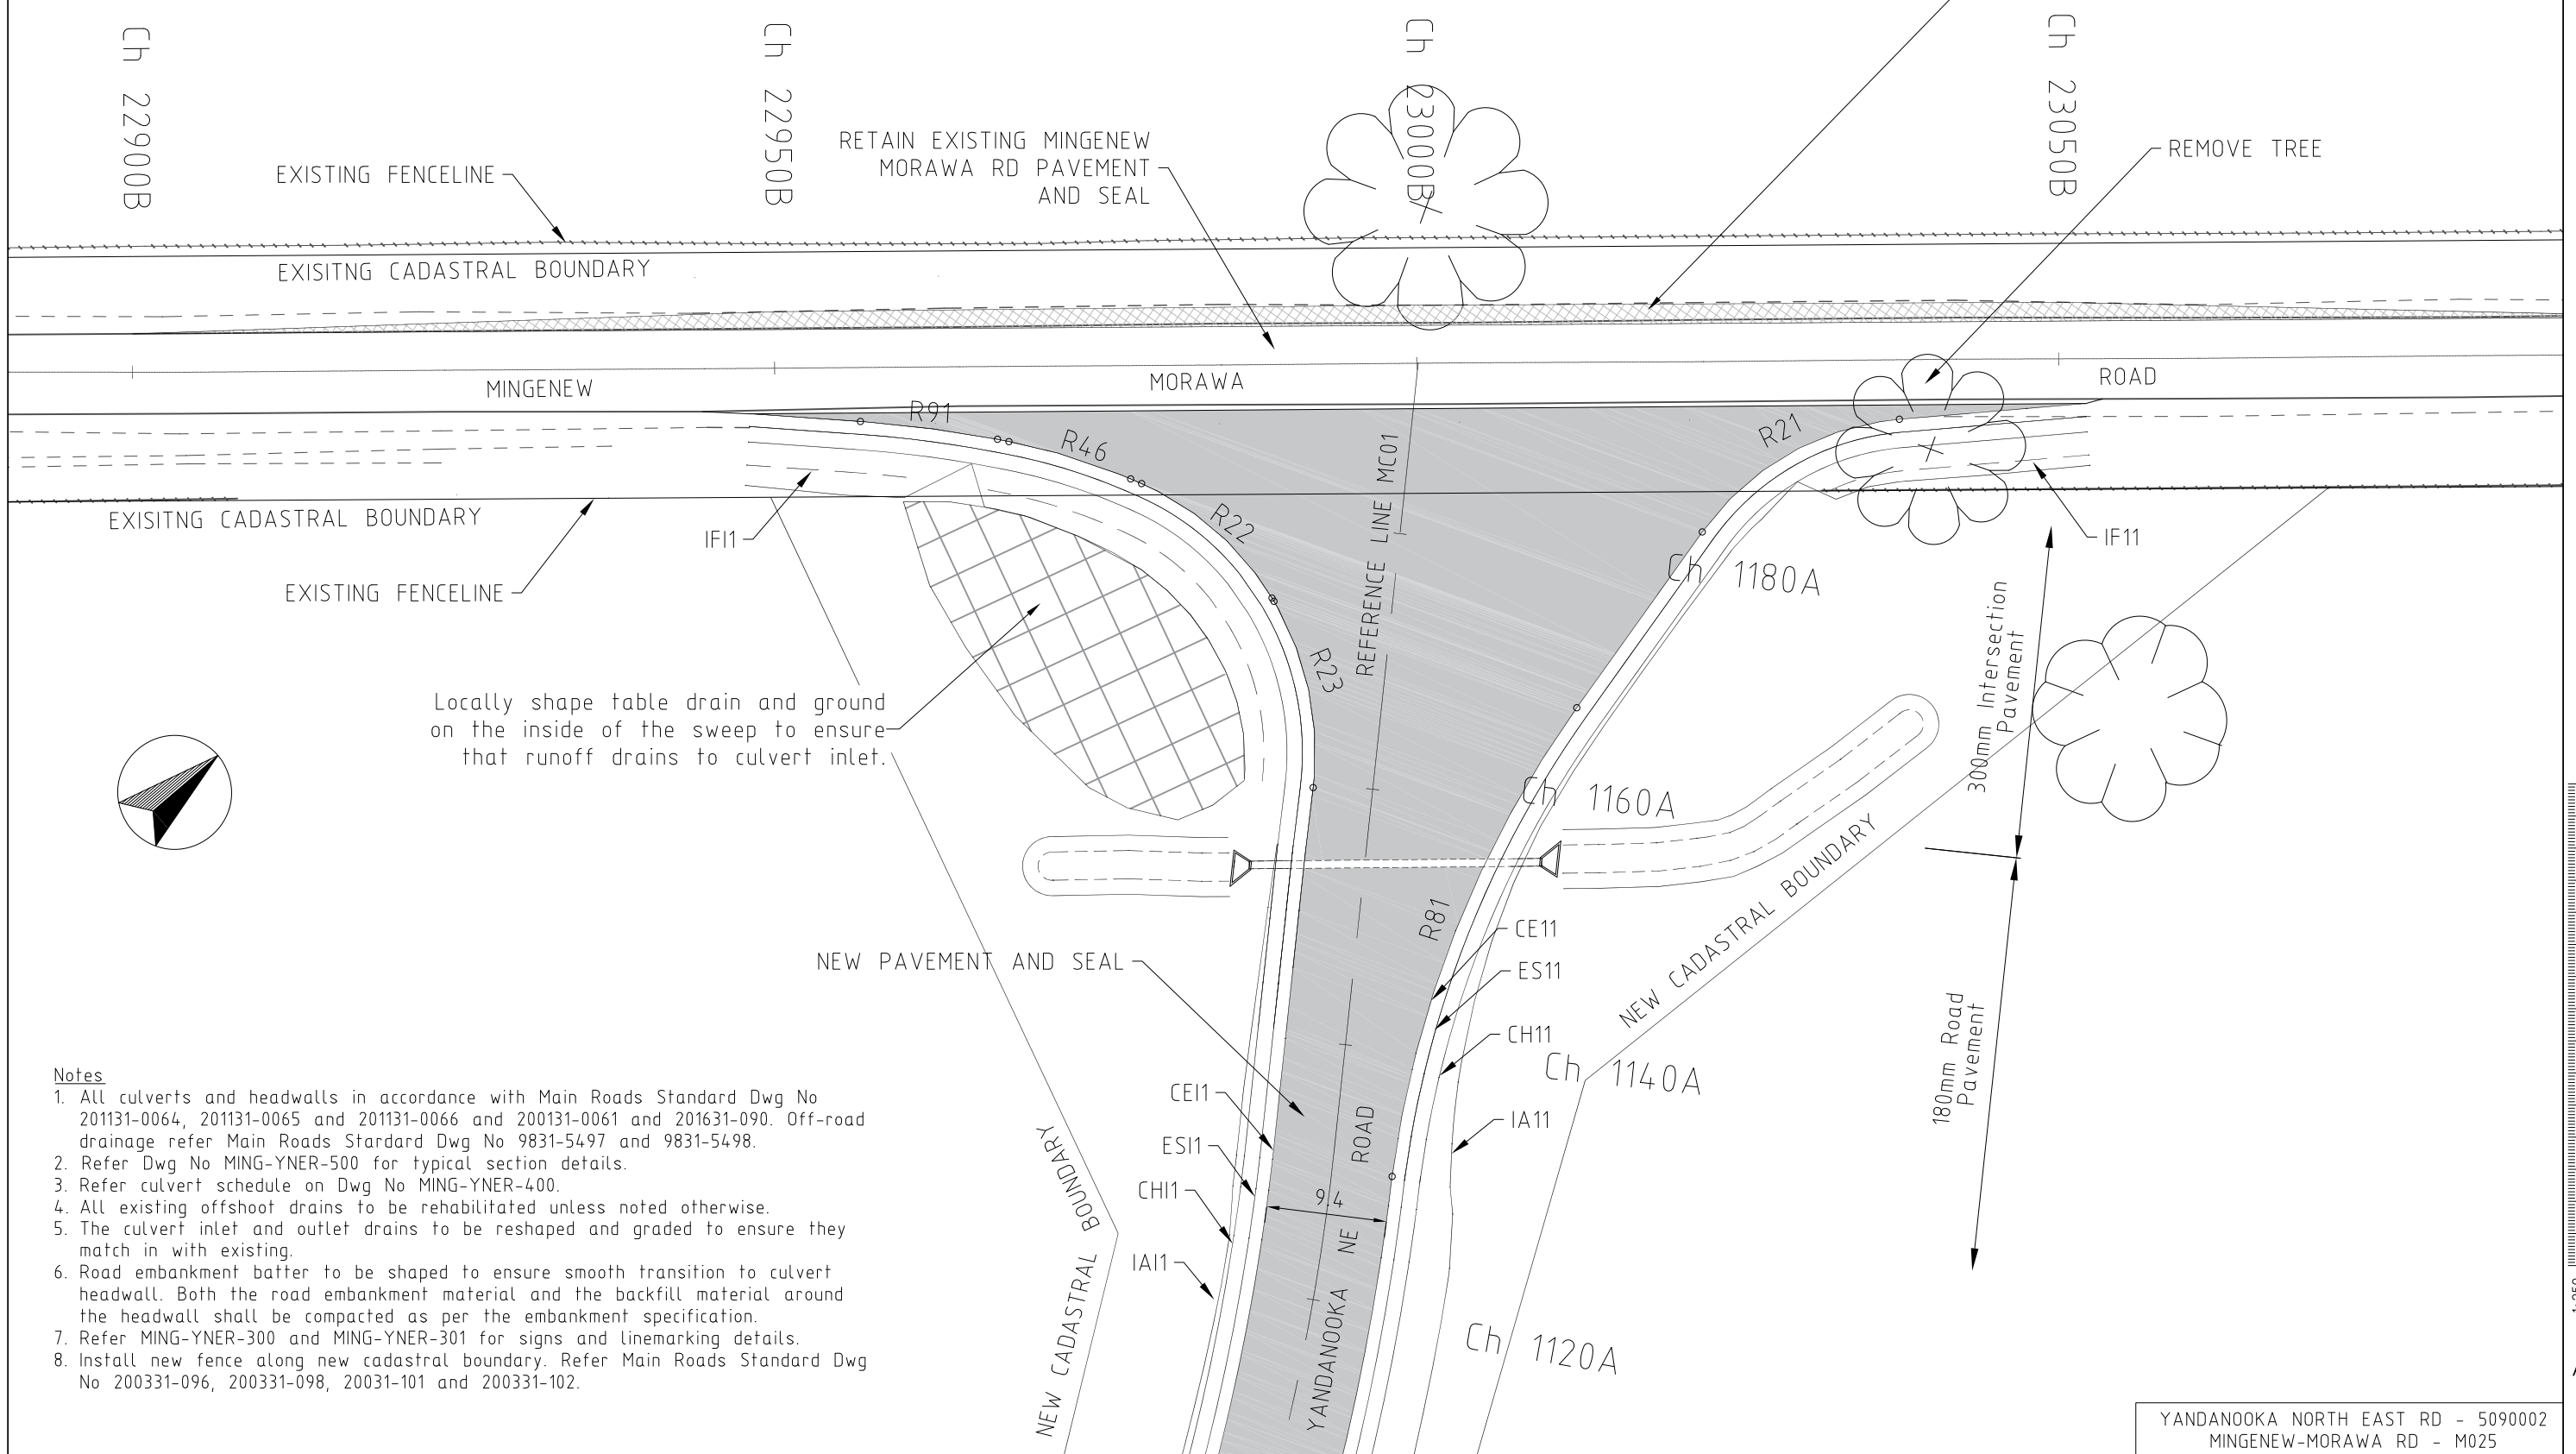 Ch 22900B
Ch 22950B
Ch 23000B
Ch 23050B
EXISTING FENCELINE
RETAIN EXISTING MINGENEW
MORAWA RD PAVEMENT
AND SEAL
REMOVE TREE
EXISITNG CADASTRAL BOUNDARY
MINGENEW
MORAWA
ROAD
R91
R46
R22
R23
R21
R81
REFERENCE LINE MC01
EXISITNG CADASTRAL BOUNDARY
IFI1
IF11
EXISTING FENCELINE
Ch 1180A
300mm Intersection
Pavement
Locally shape table drain and ground
on the inside of the sweep to ensure
that runoff drains to culvert inlet.
Ch 1160A
NEW CADASTRAL BOUNDARY
CE11
ES11
CH11
IA11
NEW PAVEMENT AND SEAL
Ch 1140A
180mm Road
Pavement
CEI1
ESI1
CHI1
IAI1
9.4
YANDANOOKA NE ROAD
NEW CADASTRAL BOUNDARY
Ch 1120A
Notes
1. All culverts and headwalls in accordance with Main Roads Standard Dwg No
201131-0064, 201131-0065 and 201131-0066 and 200131-0061 and 201631-090. Off-road
drainage refer Main Roads Stardard Dwg No 9831-5497 and 9831-5498.
2. Refer Dwg No MING-YNER-500 for typical section details.
3. Refer culvert schedule on Dwg No MING-YNER-400.
4. All existing offshoot drains to be rehabilitated unless noted otherwise.
5. The culvert inlet and outlet drains to be reshaped and graded to ensure they
match in with existing.
6. Road embankment batter to be shaped to ensure smooth transition to culvert
headwall. Both the road embankment material and the backfill material around
the headwall shall be compacted as per the embankment specification.
7. Refer MING-YNER-300 and MING-YNER-301 for signs and linemarking details.
8. Install new fence along new cadastral boundary. Refer Main Roads Standard Dwg
No 200331-096, 200331-098, 20031-101 and 200331-102.
YANDANOOKA NORTH EAST RD - 5090002
MINGENEW-MORAWA RD - M025